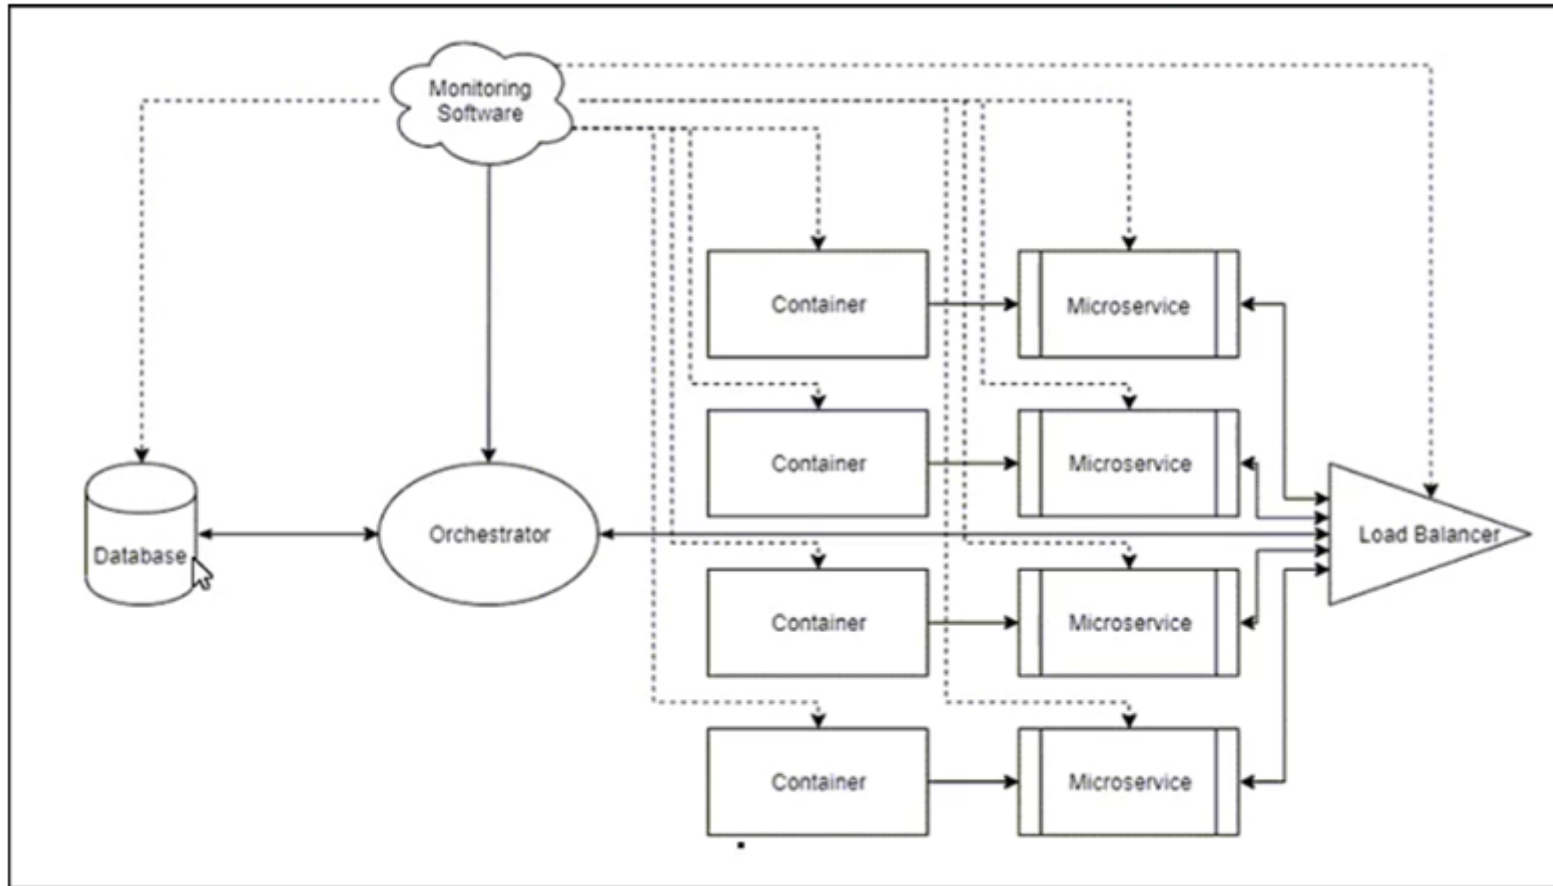 Monitoring
Software
Container
Microservice
Container
Microservice
Database
Orchestrator
Load Balancer
Container
Microservice
Container
Microservice